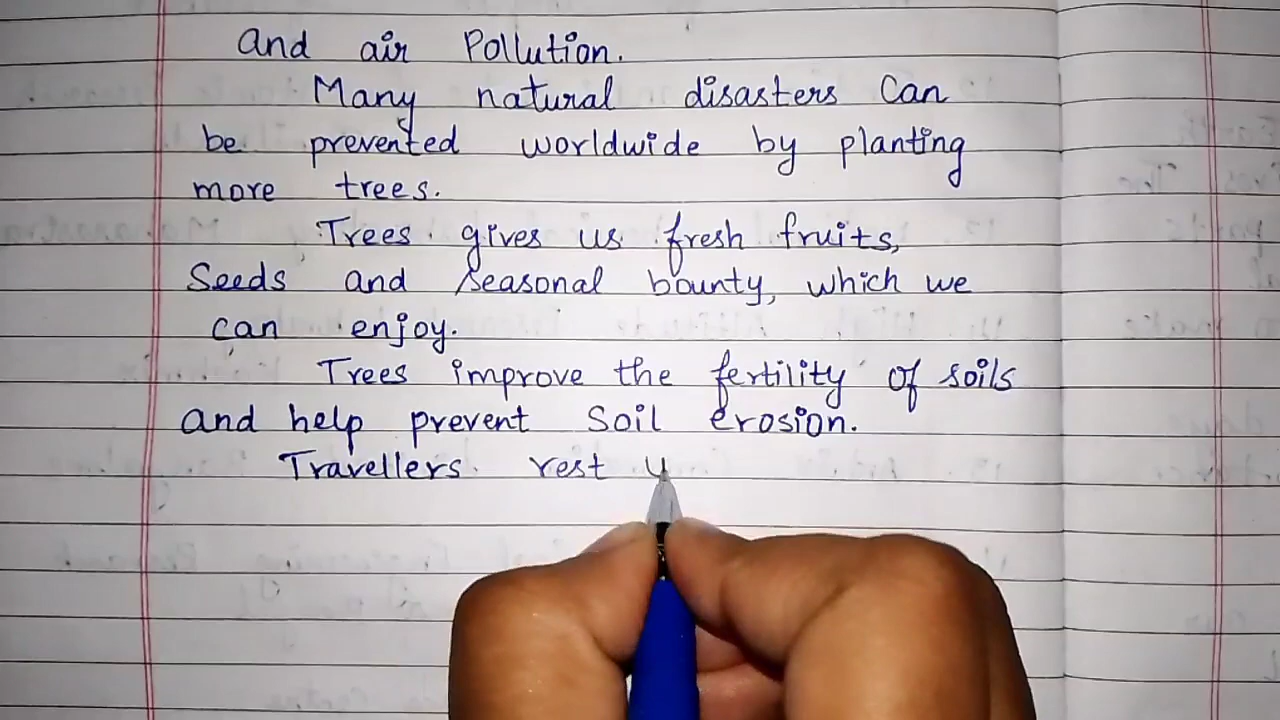 and air Pollution.
Many natural disasters Can
be prevented worldwide by planting
more trees.
Trees gives us fresh fruits,
Seeds and seasonal bounty, which we
can enjoy.
Trees improve the fertility of soils
and help prevent Soil erosion.
Travellers rest u